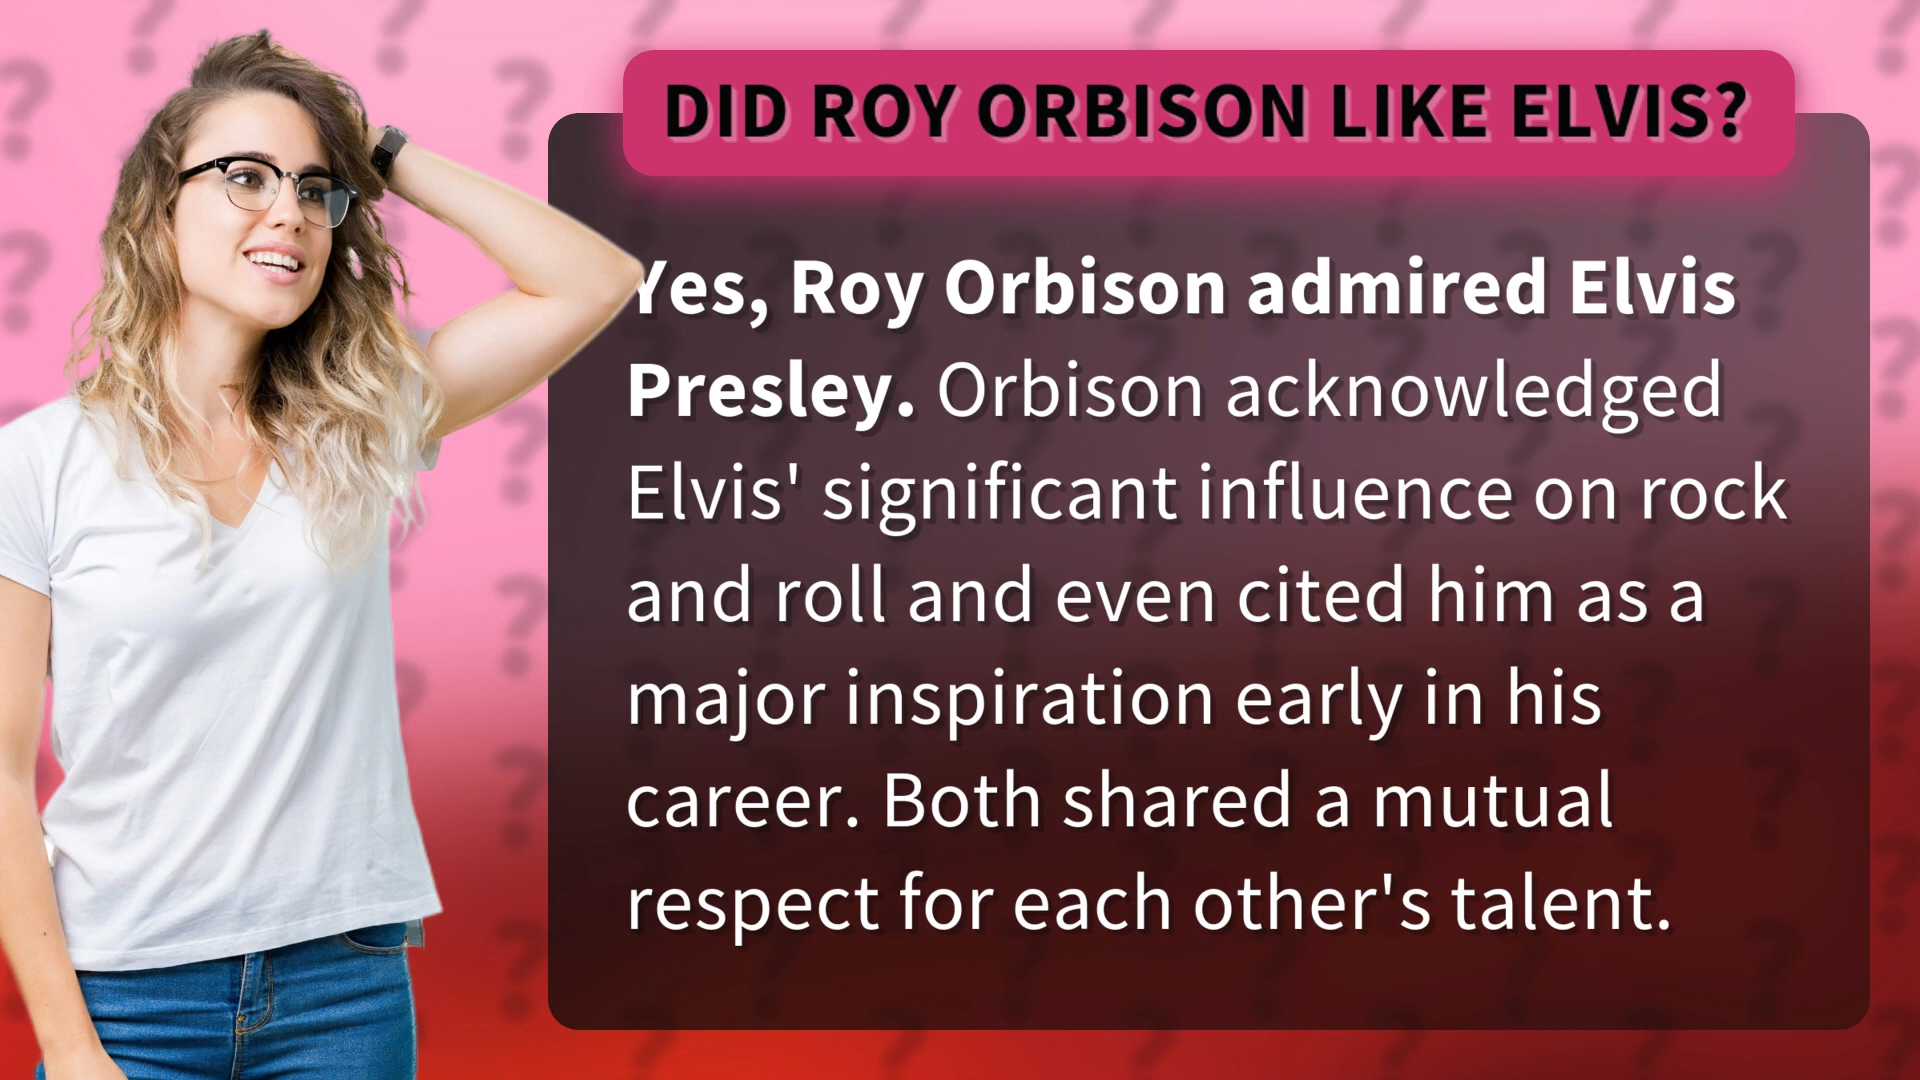 DID ROY ORBISON LIKE ELVIS?
Yes, Roy Orbison admired Elvis
Presley. Orbison acknowledged
Elvis' significant influence on rock
and roll and even cited him as a
major inspiration early in his
career. Both shared a mutual
respect for each other's talent.